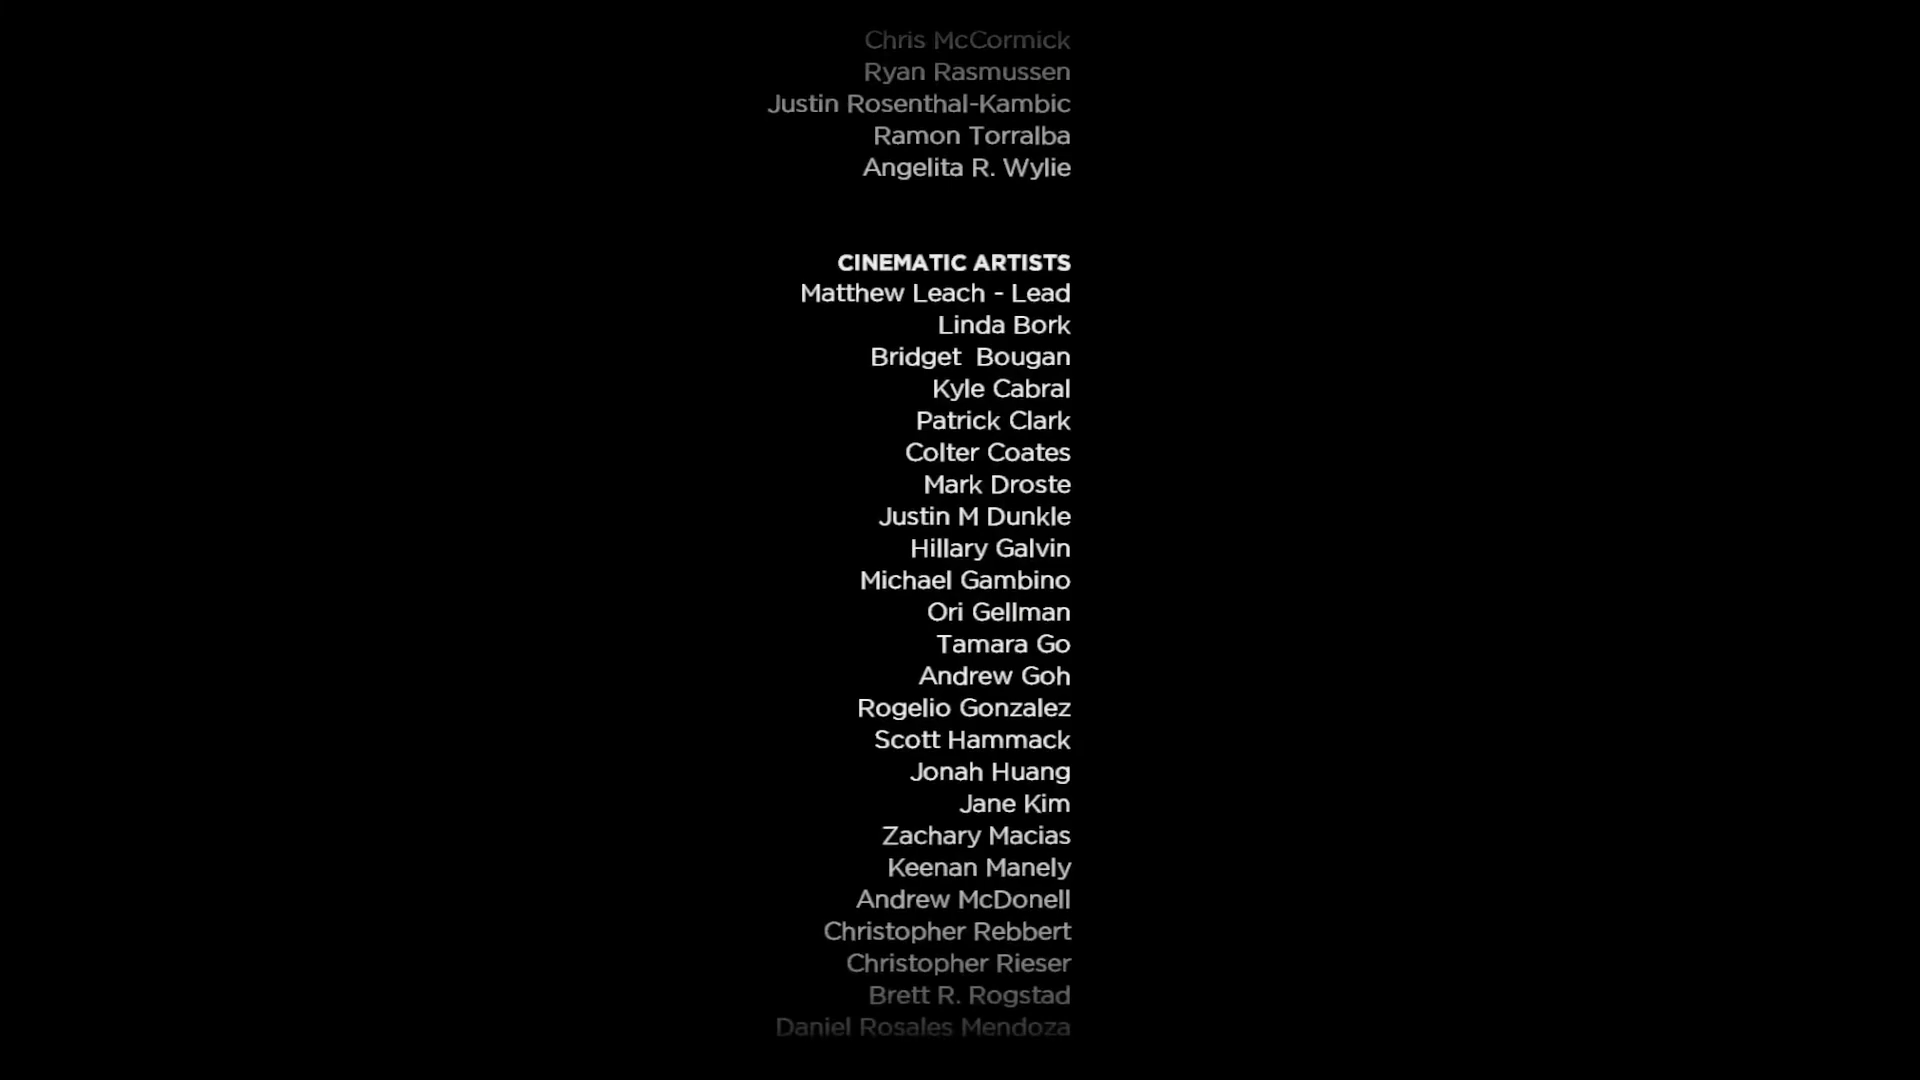 Chris McCormick
Ryan Rasmussen
Justin Rosenthal-Kambic
Ramon Torralba
Angelita R. Wylie
CINEMATIC ARTISTS
Matthew Leach - Lead
Linda Bork
Bridget  Bougan
Kyle Cabral
Patrick Clark
Colter Coates
Mark Droste
Justin M Dunkle
Hillary Galvin
Michael Gambino
Ori Gellman
Tamara Go
Andrew Goh
Rogelio Gonzalez
Scott Hammack
Jonah Huang
Jane Kim
Zachary Macias
Keenan Manely
Andrew McDonell
Christopher Rebbert
Christopher Rieser
Brett R. Rogstad
Daniel Rosales Mendoza